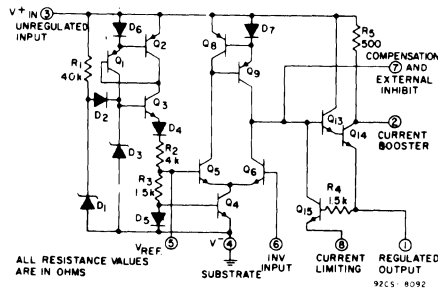 V+ IN ③
UNREGULATED
INPUT
D6
Q1
Q2
Q8
D7
Q9
R5
500
COMPENSATION
⑦ AND
EXTERNAL
INHIBIT
R1
40k
D2
Q3
D4
D3
R2
4k
R3
1.5k
Q13
Q14
②
CURRENT
BOOSTER
Q5
Q6
R4
1.5k
Q15
D1
D5
Q4
VREF.
⑤
V-
④
⑥
⑧
①
ALL RESISTANCE VALUES
ARE IN OHMS
SUBSTRATE
INV
INPUT
CURRENT
LIMITING
REGULATED
OUTPUT
92CS-8092